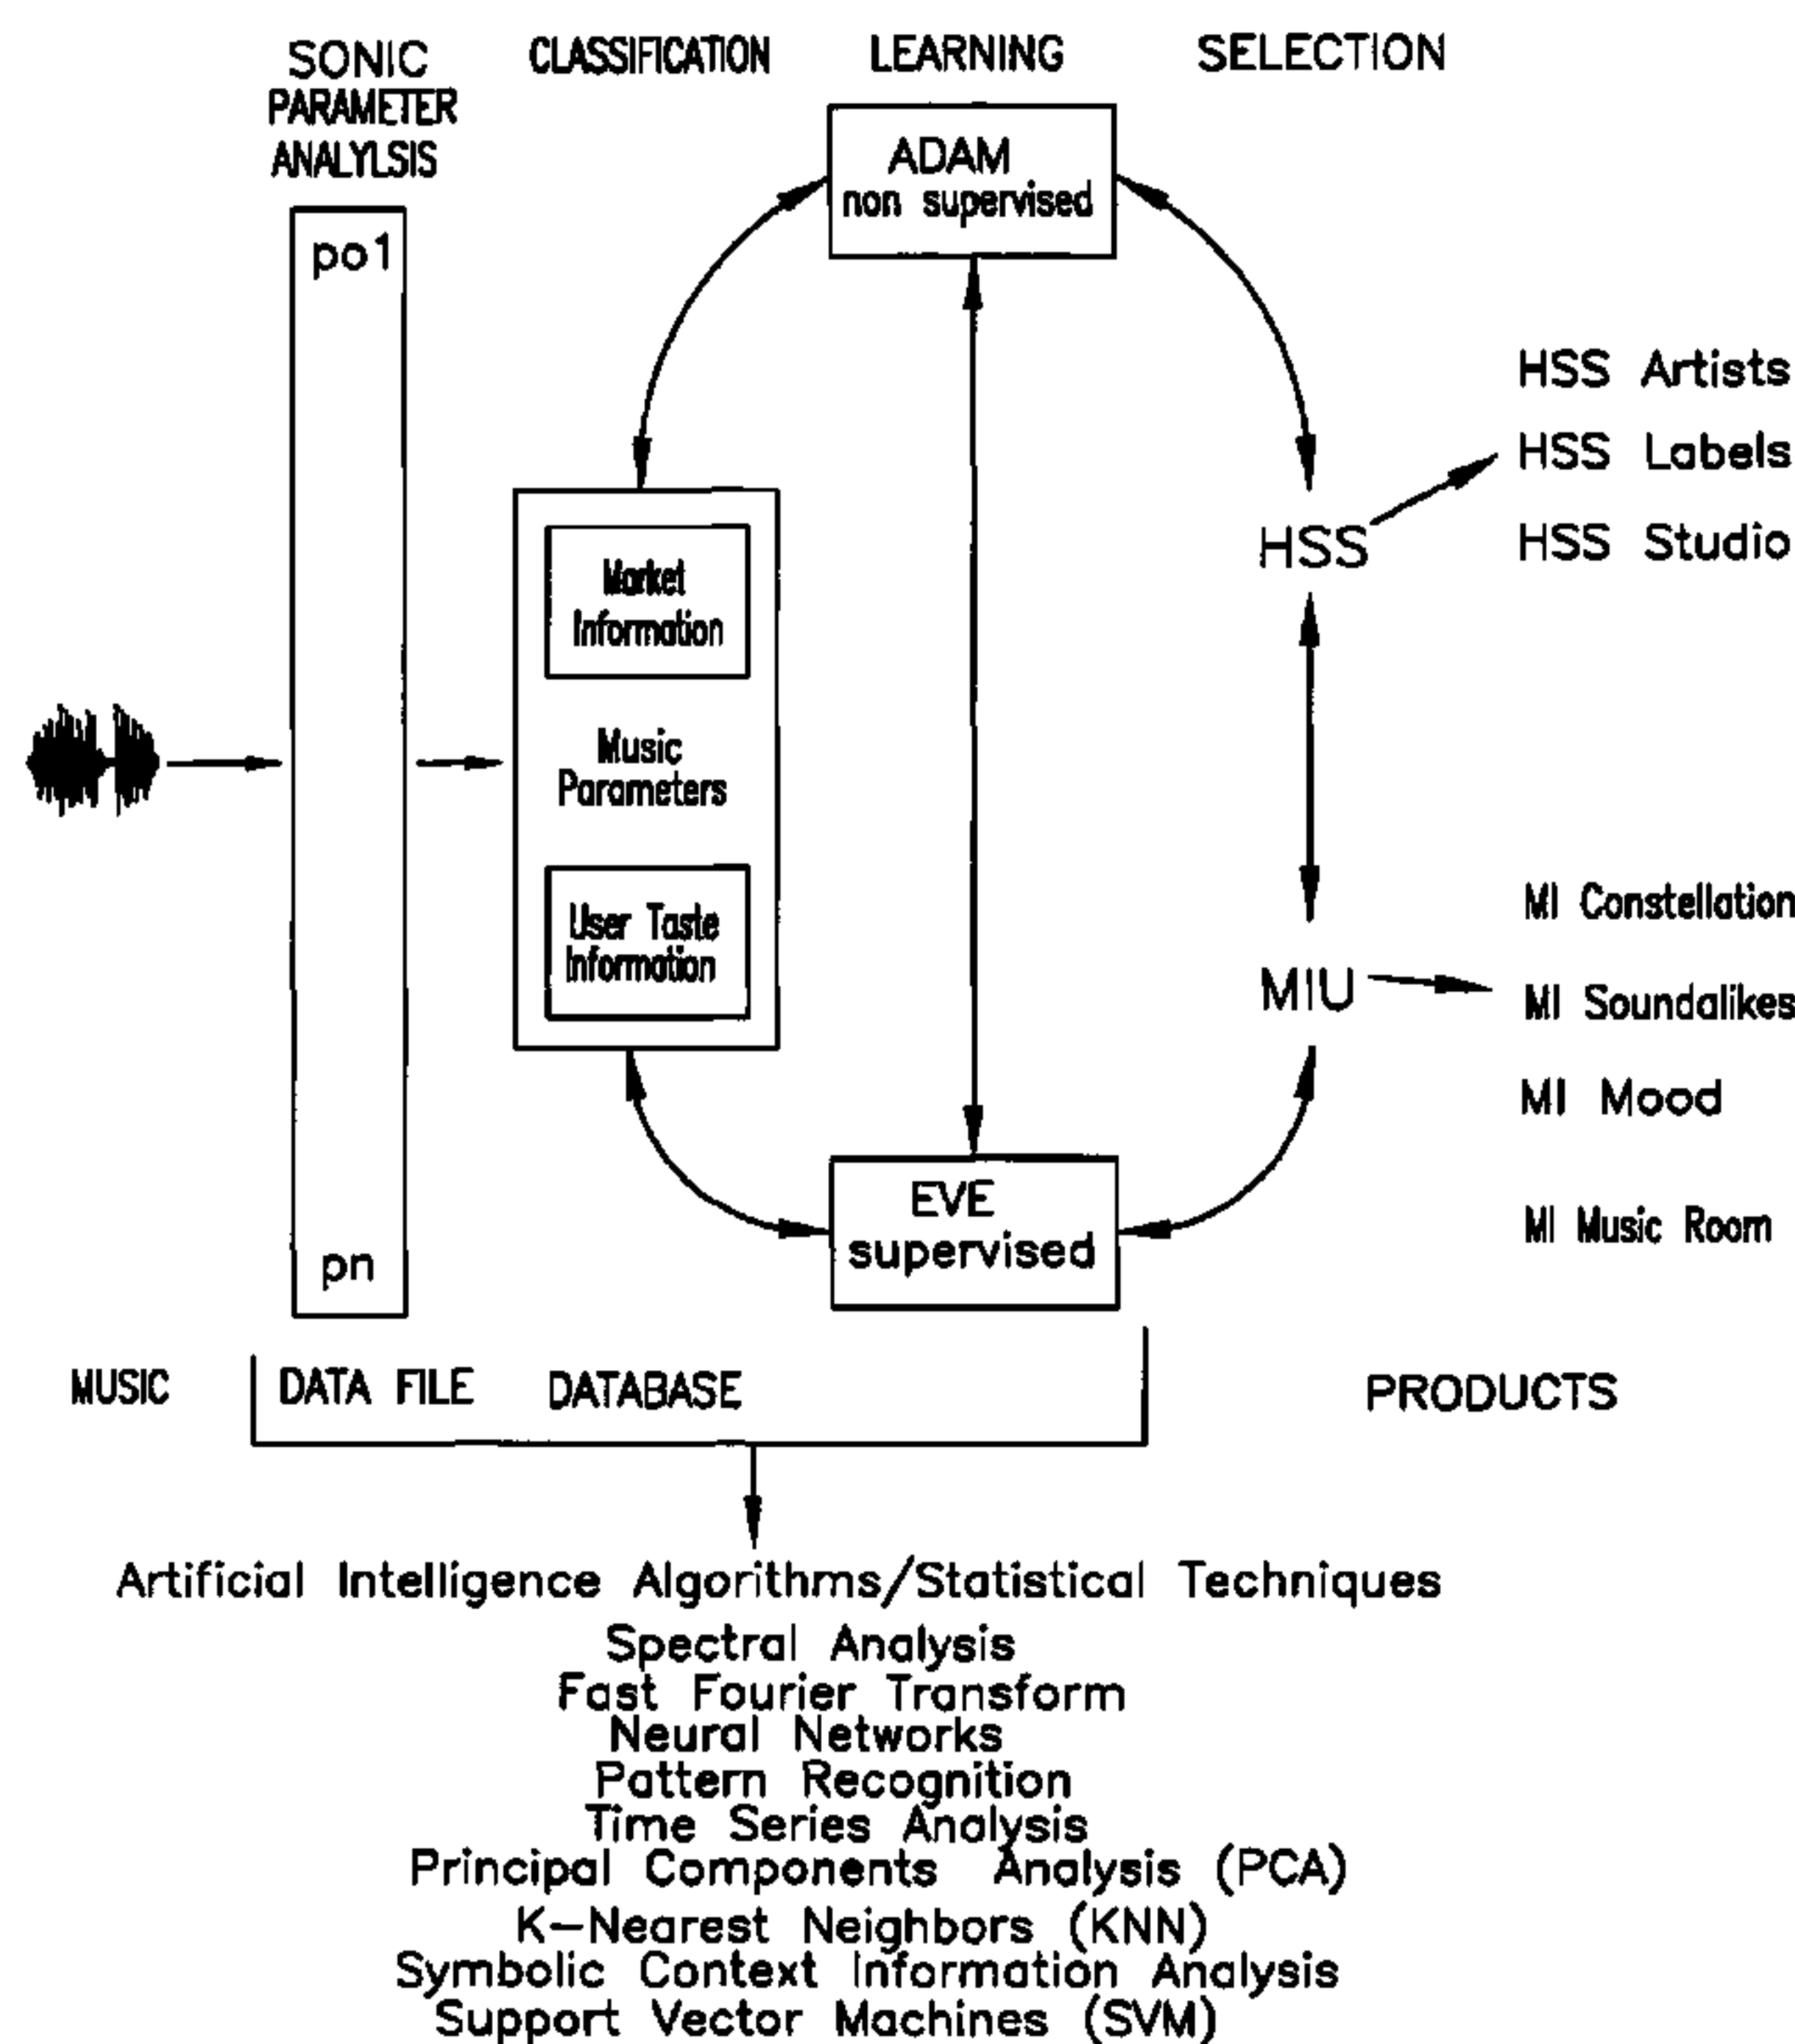 SONIC
PARAMETER
ANALYLSIS
CLASSIFICATION
LEARNING
SELECTION
po1
pn
ADAM
non supervised
Market
Information
Music
Parameters
User Taste
Information
EVE
supervised
HSS
HSS Artists
HSS Labels
HSS Studio
MIU
MI Constellation
MI Soundalikes
MI Mood
MI Music Room
MUSIC
DATA FILE
DATABASE
PRODUCTS
Artificial Intelligence Algorithms/Statistical Techniques
Spectral Analysis
Fast Fourier Transform
Neural Networks
Pattern Recognition
Time Series Analysis
Principal Components Analysis (PCA)
K-Nearest Neighbors (KNN)
Symbolic Context Information Analysis
Support Vector Machines (SVM)